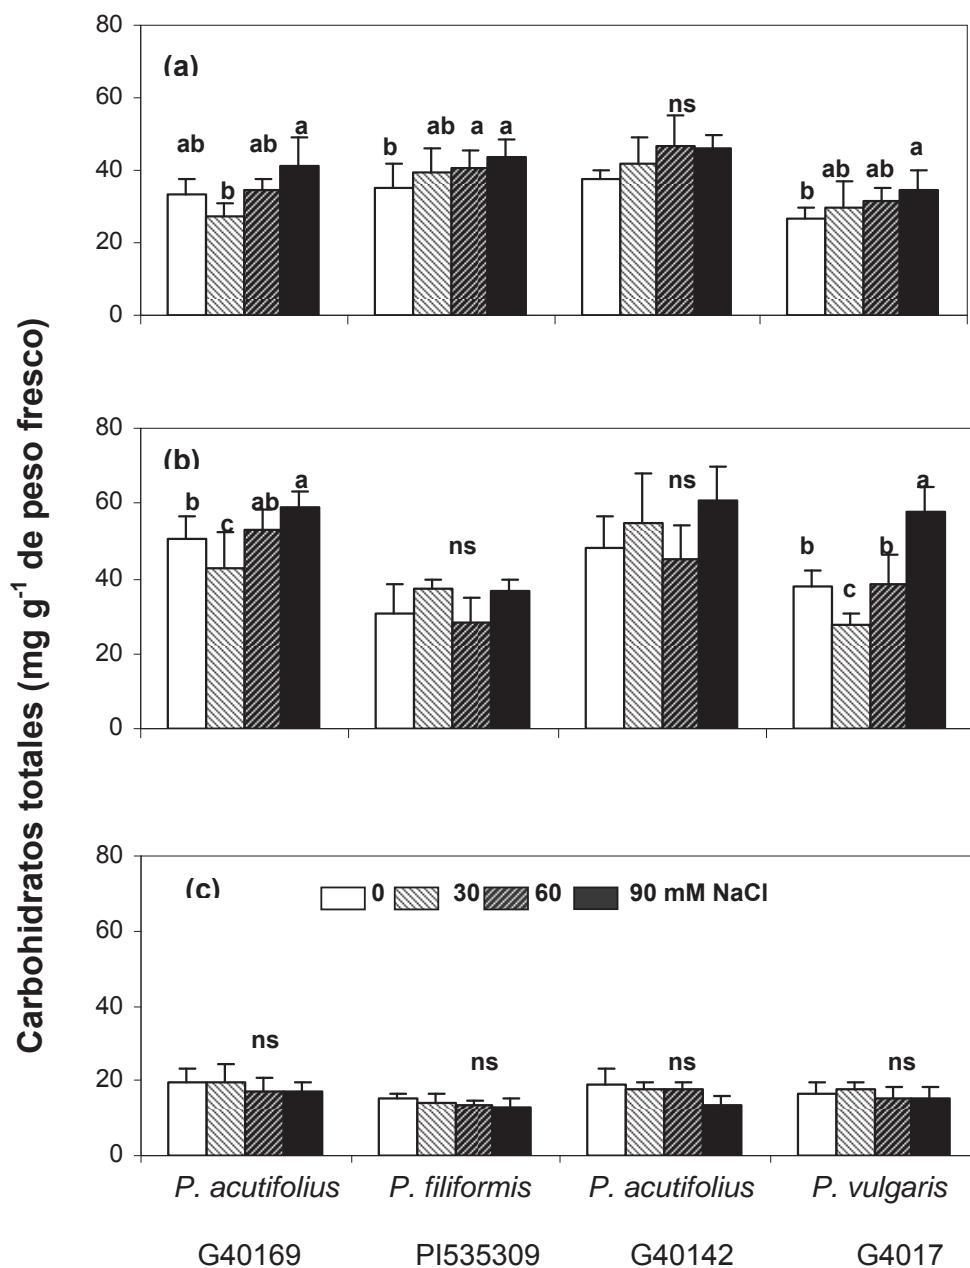 Carbohidratos totales (mg g⁻¹ de peso fresco)
80
60
40
20
0
(a)
ab b ab a
b ab a a
ns
b ab ab a
80
60
40
20
0
(b)
b c ab a
ns
ns
b c b a
80
60
40
20
0
(c)
0 30 60 90 mM NaCl
ns
ns
ns
ns
P. acutifolius P. filiformis P. acutifolius P. vulgaris
G40169 PI535309 G40142 G4017